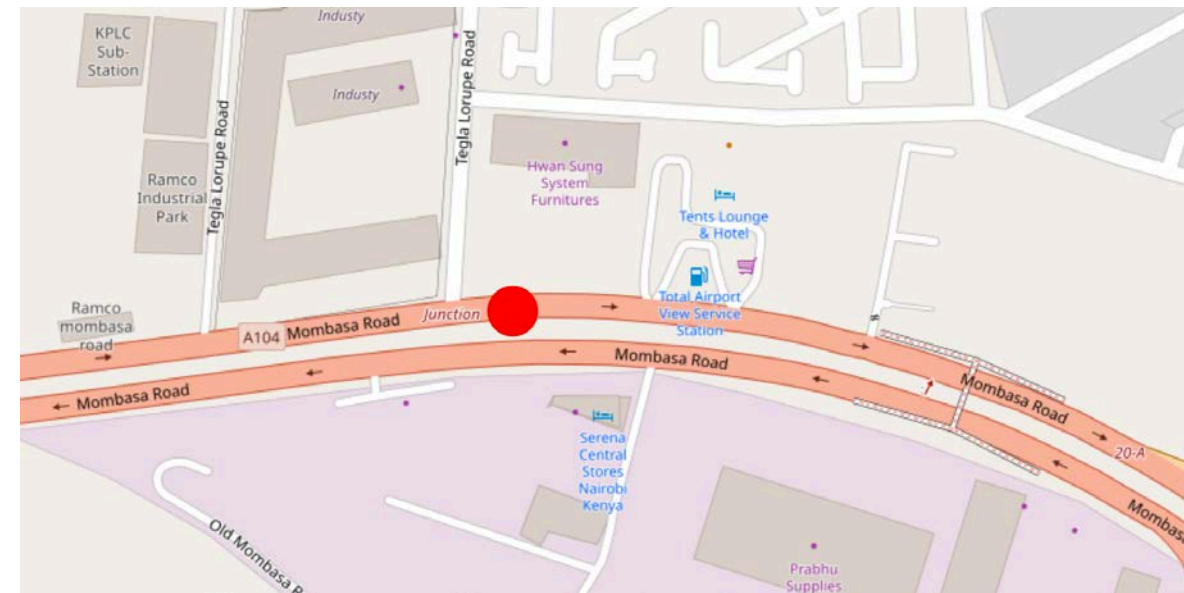 KPLC
Sub-
Station
Industy
Industy
Tegla Lorupe Road
Tegla Lorupe Road
Ramco
Industrial
Park
Hwan Sung
System
Furnitures
Tents Lounge
& Hotel
Total Airport
View Service
Station
Ramco
mombasa
road
A104
Mombasa Road
Junction
Mombasa Road
Mombasa Road
Mombasa Road
20-A
Mombas
Serena
Central
Stores
Nairobi
Kenya
Old Mombasa R
Prabhu
Supplies